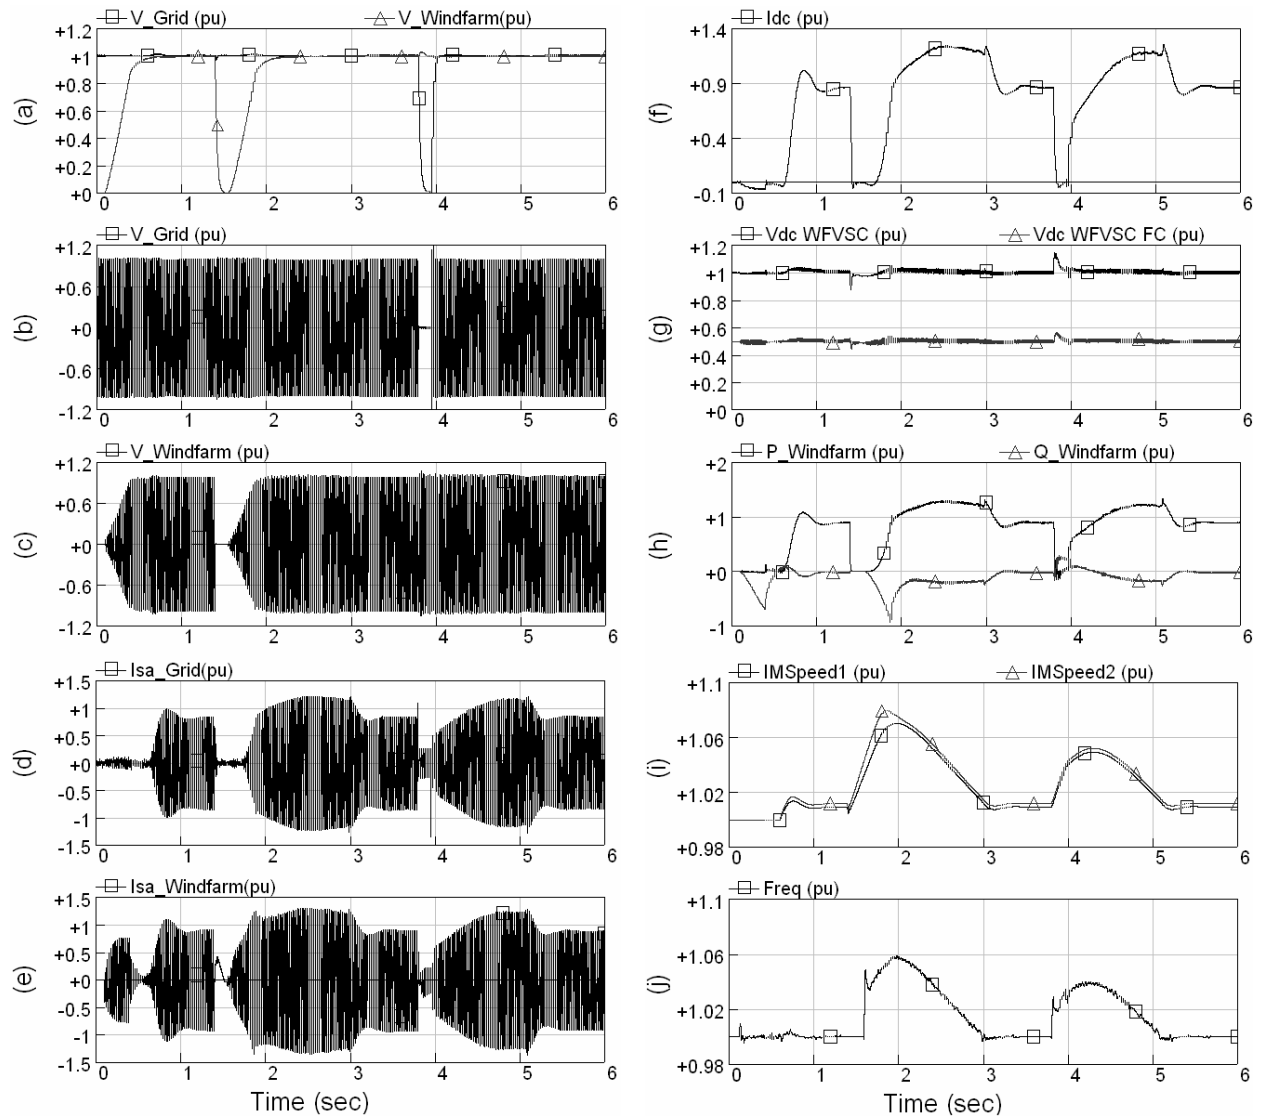 V_Grid (pu) V_Windfarm(pu)
(a)
+1.2
+1
+0.8
+0.6
+0.4
+0.2
+0
0 1 2 3 4 5 6
V_Grid (pu)
(b)
+1.2
+0.6
+0
-0.6
-1.2
0 1 2 3 4 5 6
V_Windfarm (pu)
(c)
+1.2
+0.6
+0
-0.6
-1.2
0 1 2 3 4 5 6
Isa_Grid(pu)
(d)
+1.5
+1
+0.5
+0
-0.5
-1
-1.5
0 1 2 3 4 5 6
Isa_Windfarm(pu)
(e)
+1.5
+1
+0.5
+0
-0.5
-1
-1.5
0 1 2 3 4 5 6
Time (sec)
Idc (pu)
(f)
+1.4
+0.9
+0.4
-0.1
0 1 2 3 4 5 6
Vdc WFVSC (pu) Vdc WFVSC FC (pu)
(g)
+1.2
+1
+0.8
+0.6
+0.4
+0.2
+0
0 1 2 3 4 5 6
P_Windfarm (pu) Q_Windfarm (pu)
(h)
+2
+1
+0
-1
0 1 2 3 4 5 6
IMSpeed1 (pu) IMSpeed2 (pu)
(i)
+1.1
+1.06
+1.02
+0.98
0 1 2 3 4 5 6
Freq (pu)
(j)
+1.1
+1.06
+1.02
+0.98
0 1 2 3 4 5 6
Time (sec)